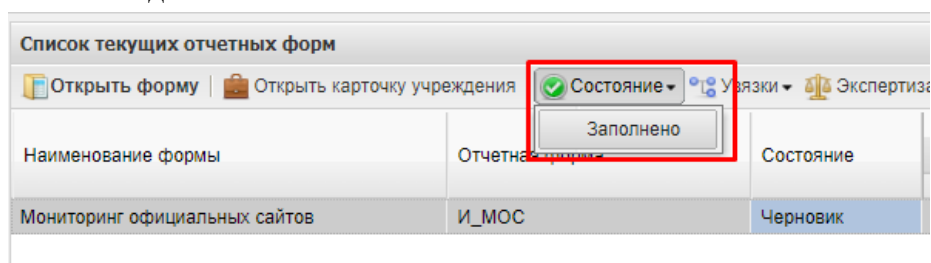 Список текущих отчетных форм
Открыть форму Открыть карточку учреждения Состояние Увязки Экспертиза
Заполнено
Наименование формы Отчетная форма Состояние
Мониторинг официальных сайтов И_МОС Черновик